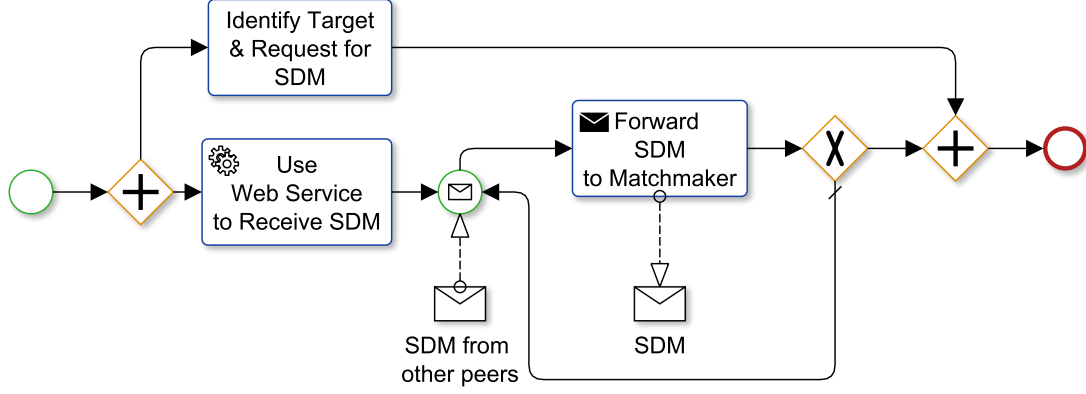 Identify Target
& Request for
SDM
Use
Web Service
to Receive SDM
Forward
SDM
to Matchmaker
SDM from
other peers
SDM